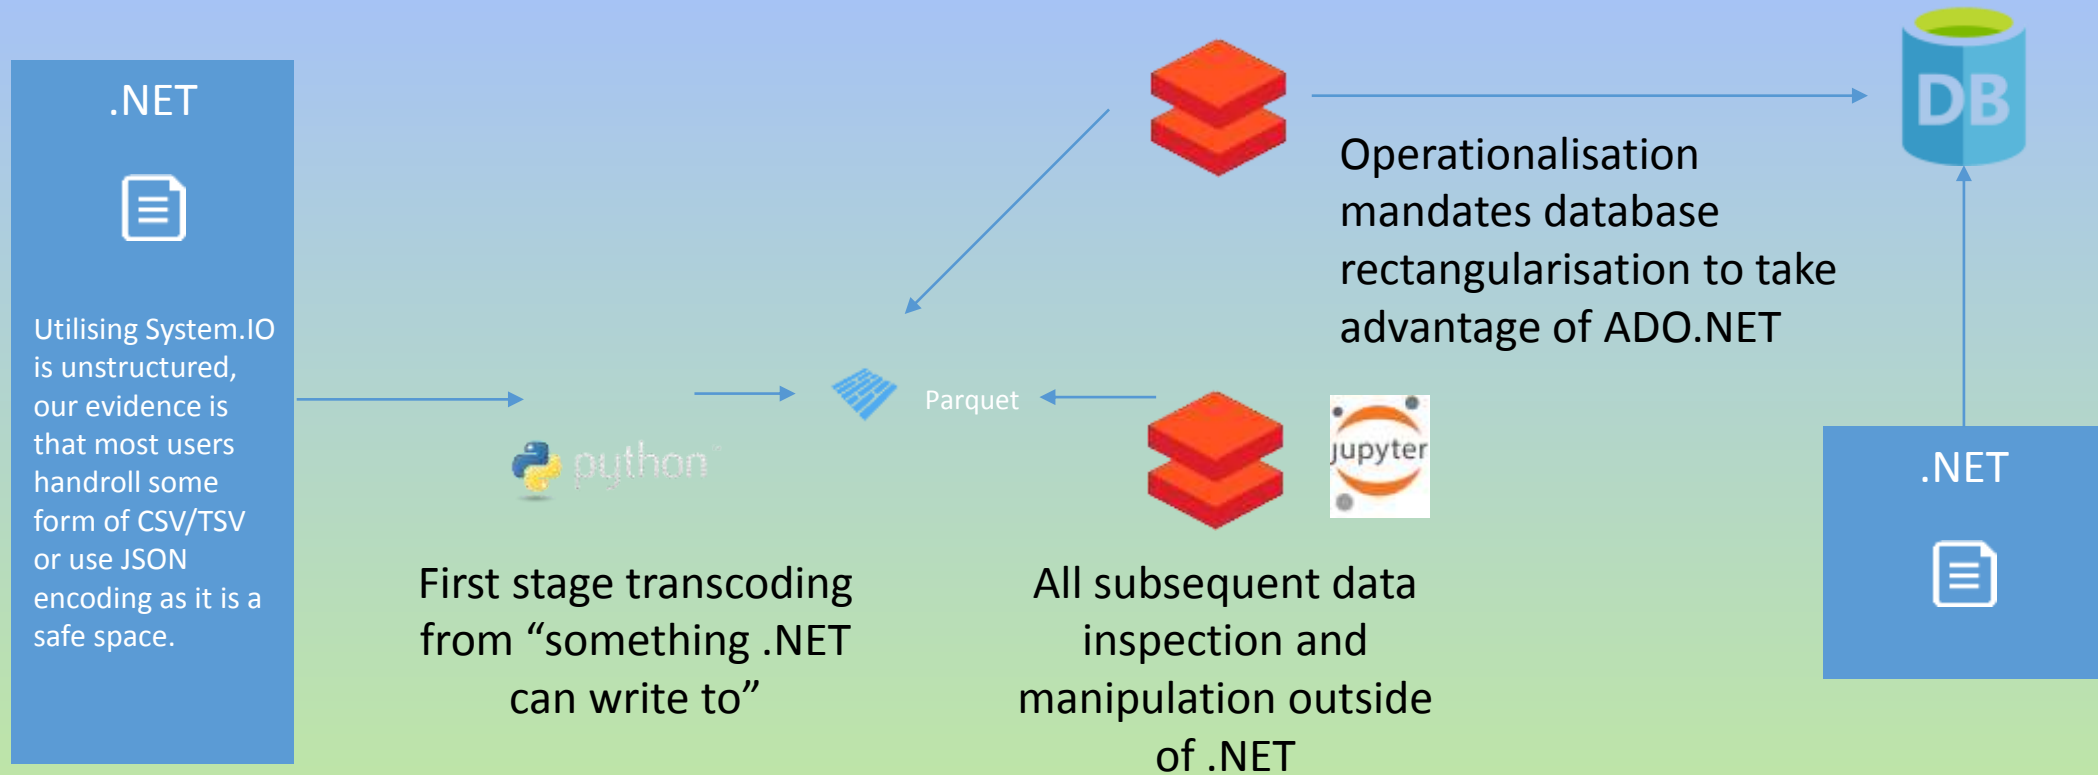 .NET
Utilising System.IO
is unstructured,
our evidence is
that most users
handroll some
form of CSV/TSV
or use JSON
encoding as it is a
safe space.
python
First stage transcoding
from “something .NET
can write to”
Parquet
jupyter
All subsequent data
inspection and
manipulation outside
of .NET
Operationalisation
mandates database
rectangularisation to take
advantage of ADO.NET
DB
.NET